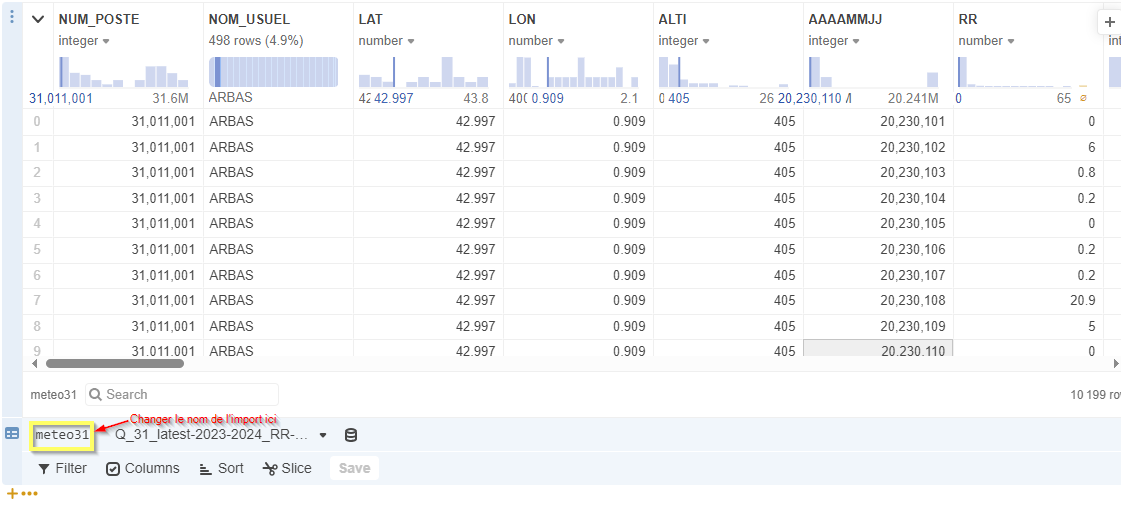 NUM_POSTE NOM_USUEL LAT LON ALTI AAAAMMJJ RR
integer 498 rows (4.9%) number number integer integer number int
31,011,001 31.6M ARBAS 42.997 43.8 0.909 2.1 405 26 20,230,110 20.241M 0 65 ø
0 31,011,001 ARBAS 42.997 0.909 405 20,230,101 0
1 31,011,001 ARBAS 42.997 0.909 405 20,230,102 6
2 31,011,001 ARBAS 42.997 0.909 405 20,230,103 0.8
3 31,011,001 ARBAS 42.997 0.909 405 20,230,104 0.2
4 31,011,001 ARBAS 42.997 0.909 405 20,230,105 0
5 31,011,001 ARBAS 42.997 0.909 405 20,230,106 0.2
6 31,011,001 ARBAS 42.997 0.909 405 20,230,107 0.2
7 31,011,001 ARBAS 42.997 0.909 405 20,230,108 20.9
8 31,011,001 ARBAS 42.997 0.909 405 20,230,109 5
9 31,011,001 ARBAS 42.997 0.909 405 20,230,110 0
meteo31 Search 10 199 rov
Changer le nom de l'import ici
meteo31 Q_31_latest-2023-2024_RR-...
Filter Columns Sort Slice Save